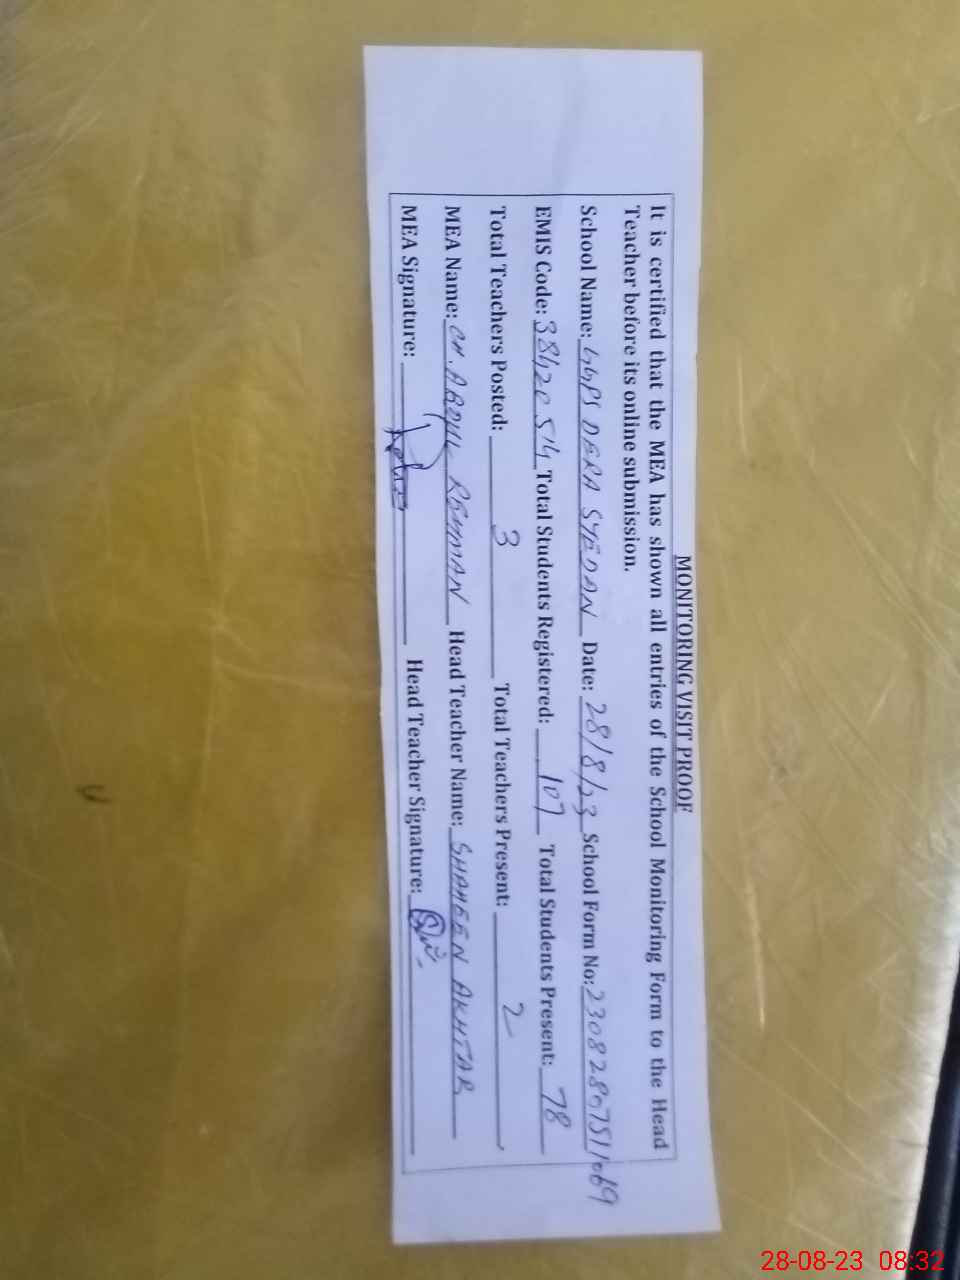 MONITORING VISIT PROOF
It is certified that the MEA has shown all entries of the School Monitoring Form to the Head
Teacher before its online submission.
School Name: GGPS DERA SYEDAN Date: 28/8/23 School Form No: 230828075111069
EMIS Code: 38420514 Total Students Registered: 107 Total Students Present: 78
Total Teachers Posted: 3 Total Teachers Present: 2
MEA Name: CH. ABDUL REHMAN Head Teacher Name: SHAHEEN AKHTAR
MEA Signature: Head Teacher Signature:
28-08-23 08:32